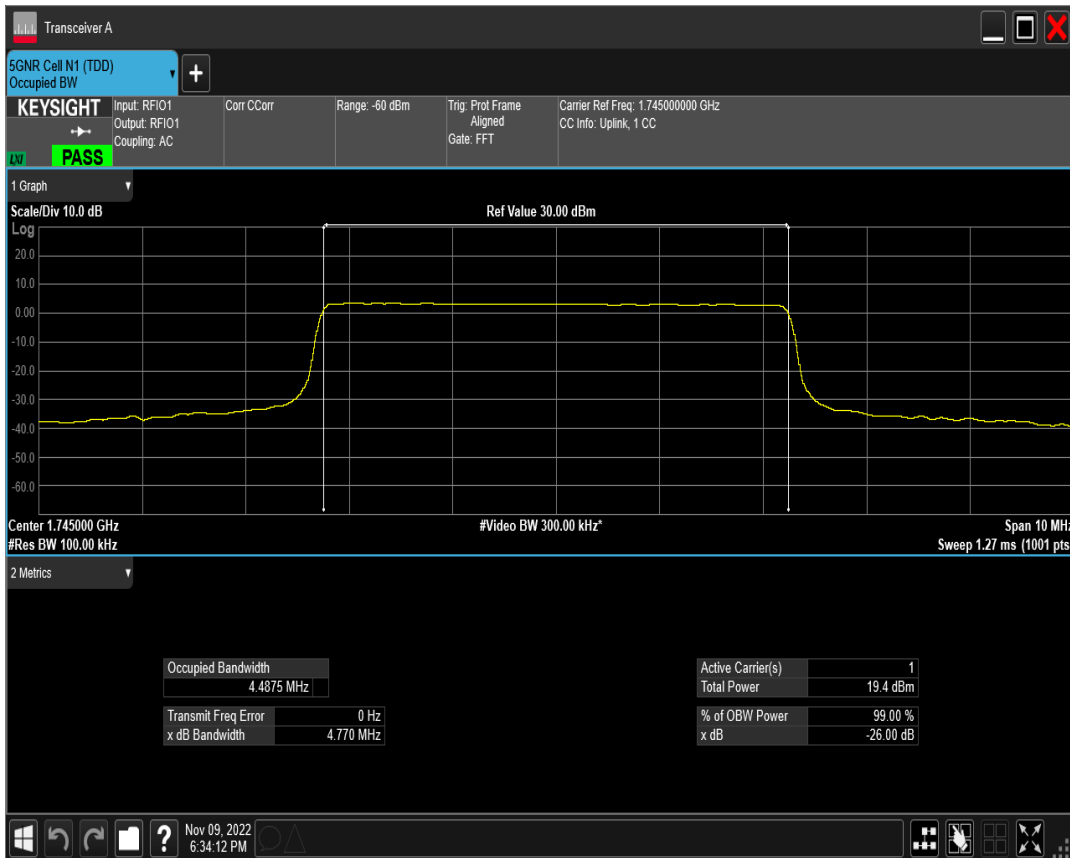 Transceiver A
5GNR Cell N1 (TDD)
Occupied BW
+
KEYSIGHT
LXI
PASS
Input: RFIO1
Output: RFIO1
Coupling: AC
Corr CCorr
Range: -60 dBm
Trig: Prot Frame
Aligned
Gate: FFT
Carrier Ref Freq: 1.745000000 GHz
CC Info: Uplink, 1 CC
1 Graph
Scale/Div 10.0 dB
Ref Value 30.00 dBm
Log
20.0
10.0
0.00
-10.0
-20.0
-30.0
-40.0
-50.0
-60.0
Center 1.745000 GHz
#Video BW 300.00 kHz*
Span 10 MHz
#Res BW 100.00 kHz
Sweep 1.27 ms (1001 pts
2 Metrics
Occupied Bandwidth
4.4875 MHz
Transmit Freq Error 0 Hz
x dB Bandwidth 4.770 MHz
Active Carrier(s) 1
Total Power 19.4 dBm
% of OBW Power 99.00 %
x dB -26.00 dB
?
Nov 09, 2022
6:34:12 PM